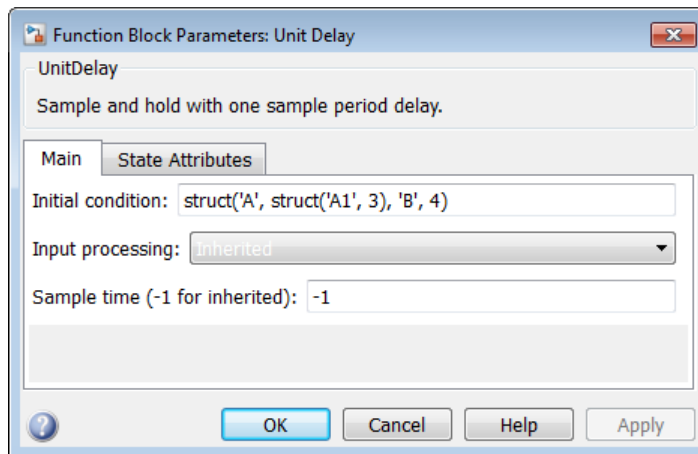 Function Block Parameters: Unit Delay
UnitDelay
Sample and hold with one sample period delay.
Main State Attributes
Initial condition: struct('A', struct('A1', 3), 'B', 4)
Input processing: Inherited
Sample time (-1 for inherited): -1
OK Cancel Help Apply